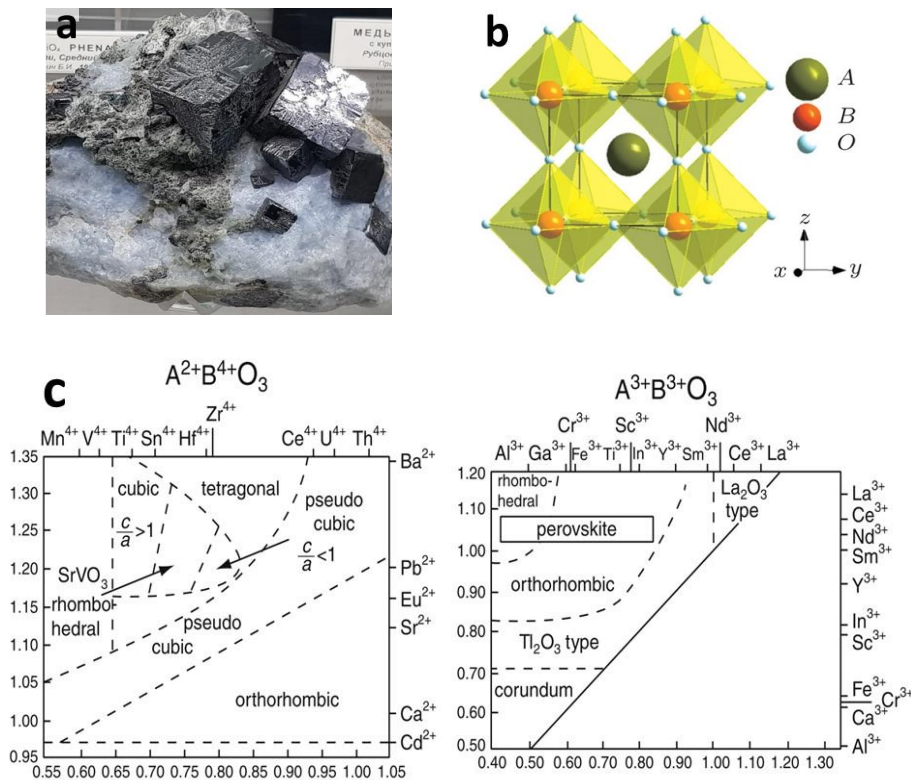 a
PHENA
Средний
МЕДЬ
b
A
B
O
z
x
y
c
A²⁺B⁴⁺O₃
Zr⁴⁺
Mn⁴⁺ V⁴⁺ Ti⁴⁺ Sn⁴⁺ Hf⁴⁺ Ce⁴⁺ U⁴⁺ Th⁴⁺
1.35
1.30
1.25
1.20
1.15
1.10
1.05
1.00
0.95
cubic
tetragonal
c/a >1
pseudo
cubic
c/a <1
SrVO₃
rhombo-
hedral
pseudo
cubic
orthorhombic
Ba²⁺
Pb²⁺
Eu²⁺
Sr²⁺
Ca²⁺
Cd²⁺
0.55 0.60 0.65 0.70 0.75 0.80 0.85 0.90 0.95 1.00 1.05
A³⁺B³⁺O₃
Cr³⁺ Sc³⁺ Nd³⁺
Al³⁺ Ga³⁺ Fe³⁺ Ti³⁺ In³⁺ Y³⁺ Sm³⁺ Ce³⁺ La³⁺
1.20
1.10
1.00
0.90
0.80
0.70
0.60
0.50
rhombo-
hedral
perovskite
La₂O₃
type
orthorhombic
Tl₂O₃ type
corundum
La³⁺
Ce³⁺
Nd³⁺
Sm³⁺
Y³⁺
In³⁺
Sc³⁺
Fe³⁺
Cr³⁺
Ca³⁺
Al³⁺
0.40 0.50 0.60 0.70 0.80 0.90 1.00 1.10 1.20 1.30